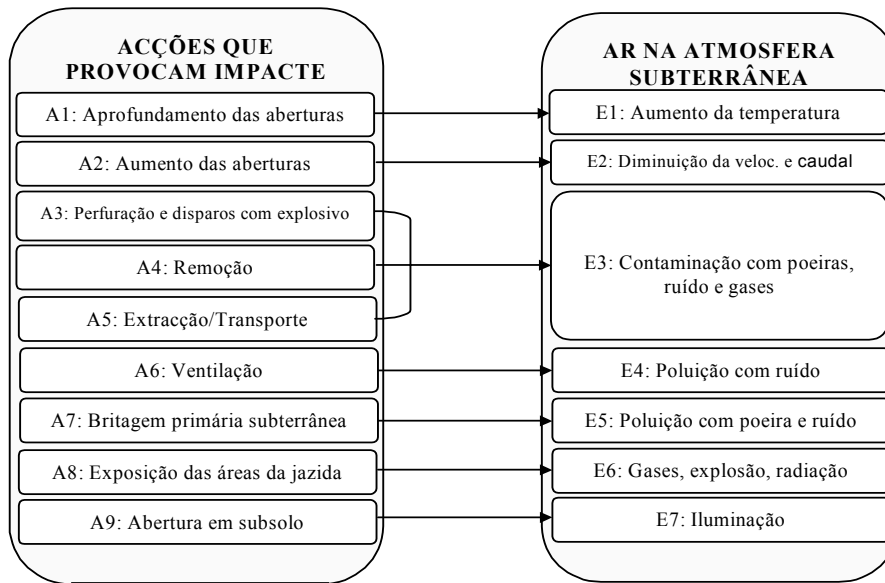 ACÇÕES QUE
PROVOCAM IMPACTE
A1: Aprofundamento das aberturas
A2: Aumento das aberturas
A3: Perfuração e disparos com explosivo
A4: Remoção
A5: Extracção/Transporte
A6: Ventilação
A7: Britagem primária subterrânea
A8: Exposição das áreas da jazida
A9: Abertura em subsolo
AR NA ATMOSFERA
SUBTERRÂNEA
E1: Aumento da temperatura
E2: Diminuição da veloc. e caudal
E3: Contaminação com poeiras,
ruído e gases
E4: Poluição com ruído
E5: Poluição com poeira e ruído
E6: Gases, explosão, radiação
E7: Iluminação